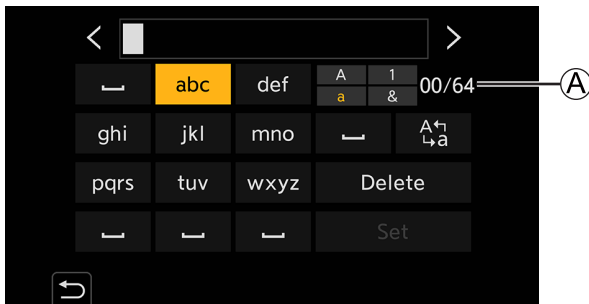 abc def A 1 a & 00/64 Ⓐ
ghi jkl mno A a
pqrs tuv wxyz Delete
Set